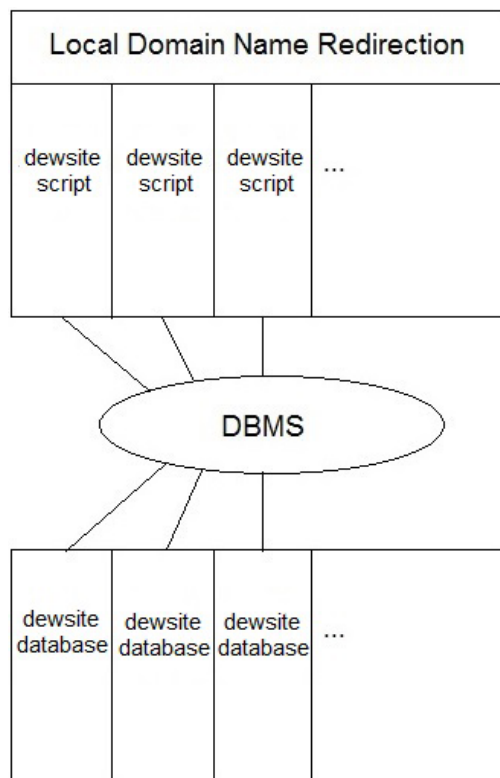 Local Domain Name Redirection
dewsite
script
dewsite
script
dewsite
script
...
DBMS
dewsite
database
dewsite
database
dewsite
database
...